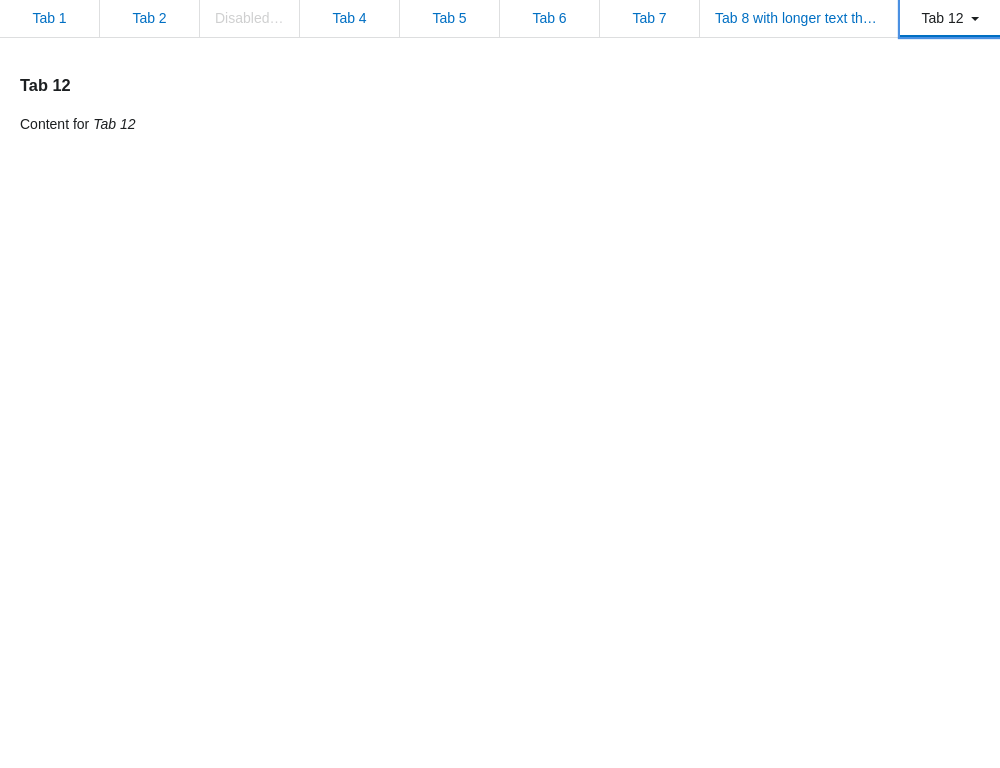 Tab 1 Tab 2 Disabled… Tab 4 Tab 5 Tab 6 Tab 7 Tab 8 with longer text th… Tab 12
Tab 12
Content for Tab 12